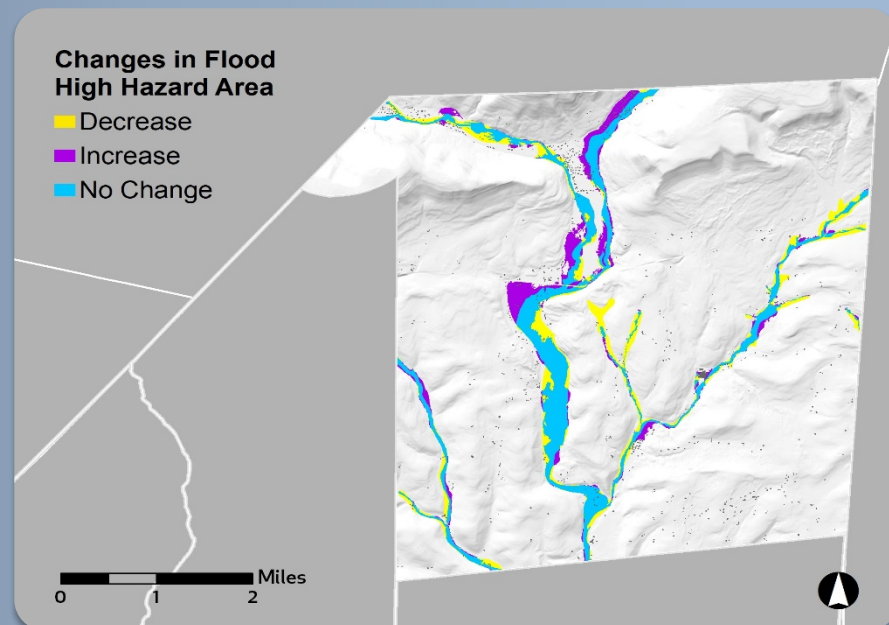 Changes in Flood
High Hazard Area
Decrease
Increase
No Change
Miles
0 1 2